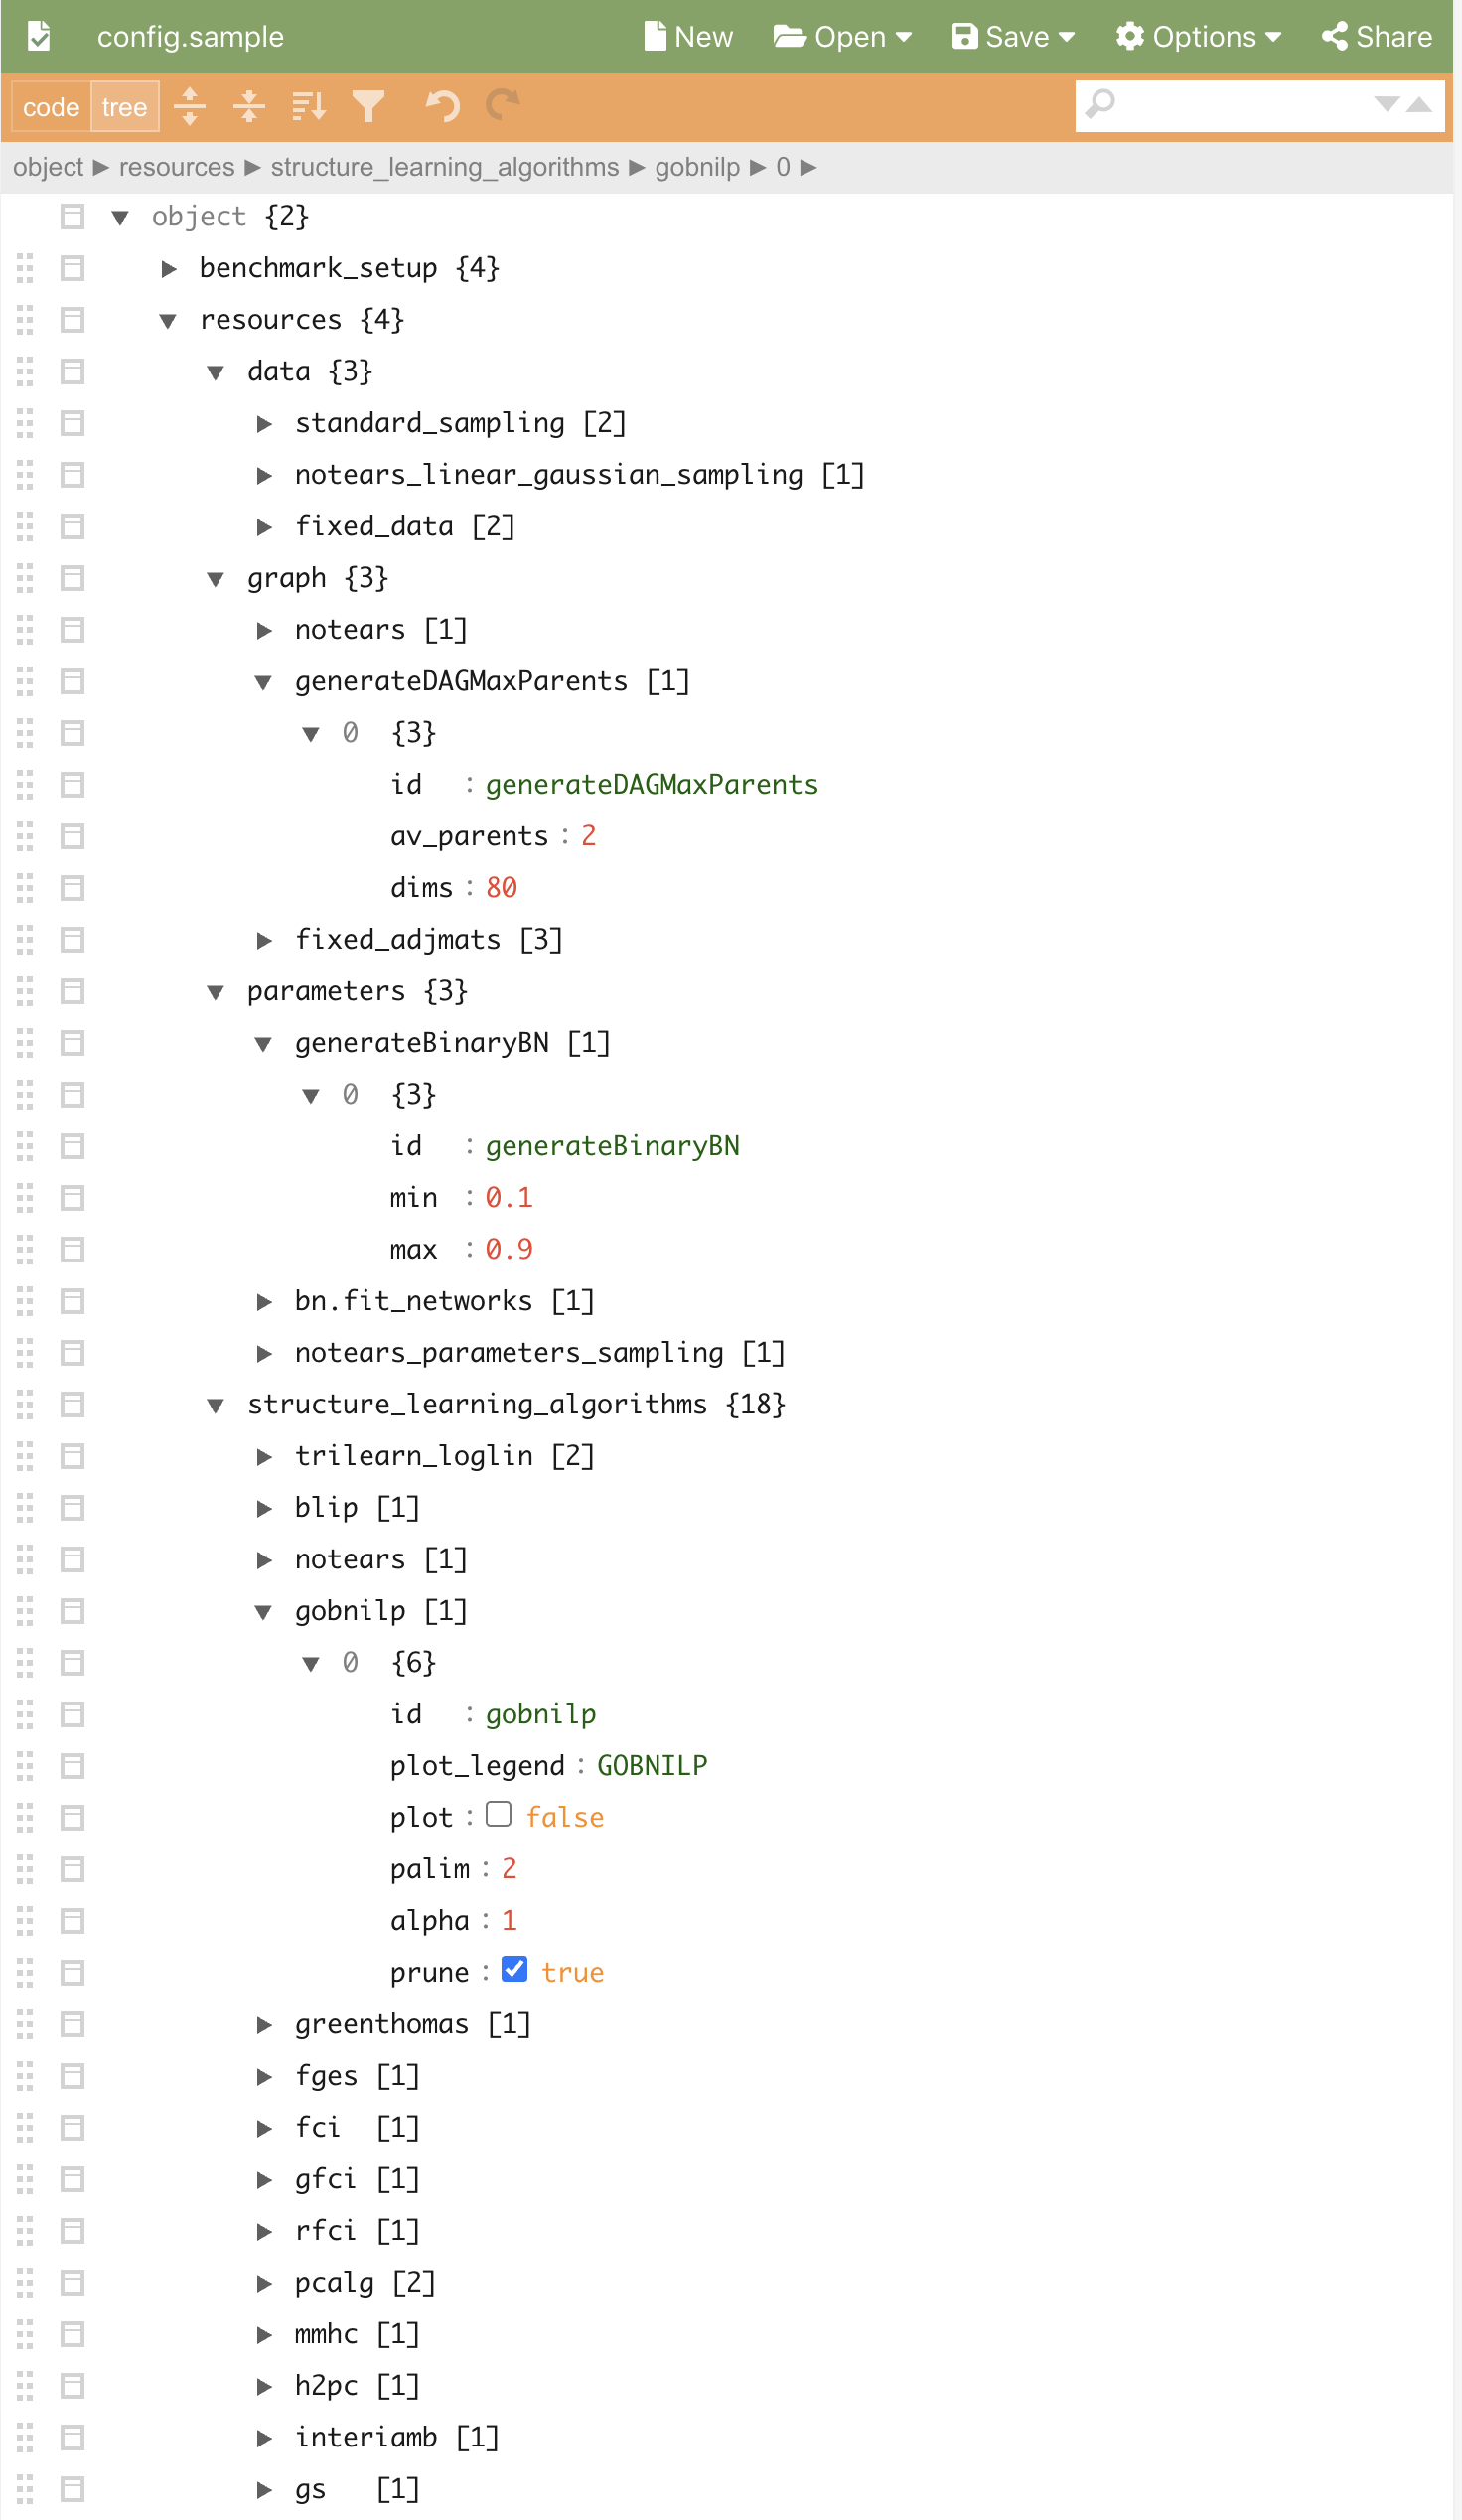 config.sample New Open Save Options Share
code tree
object ► resources ► structure_learning_algorithms ► gobnilp ► 0 ►
object {2}
benchmark_setup {4}
resources {4}
data {3}
standard_sampling [2]
notears_linear_gaussian_sampling [1]
fixed_data [2]
graph {3}
notears [1]
generateDAGMaxParents [1]
0 {3}
id : generateDAGMaxParents
av_parents : 2
dims : 80
fixed_adjmats [3]
parameters {3}
generateBinaryBN [1]
0 {3}
id : generateBinaryBN
min : 0.1
max : 0.9
bn.fit_networks [1]
notears_parameters_sampling [1]
structure_learning_algorithms {18}
trilearn_loglin [2]
blip [1]
notears [1]
gobnilp [1]
0 {6}
id : gobnilp
plot_legend : GOBNILP
plot : false
palim : 2
alpha : 1
prune : true
greenthomas [1]
fges [1]
fci [1]
gfci [1]
rfci [1]
pcalg [2]
mmhc [1]
h2pc [1]
interiamb [1]
gs [1]